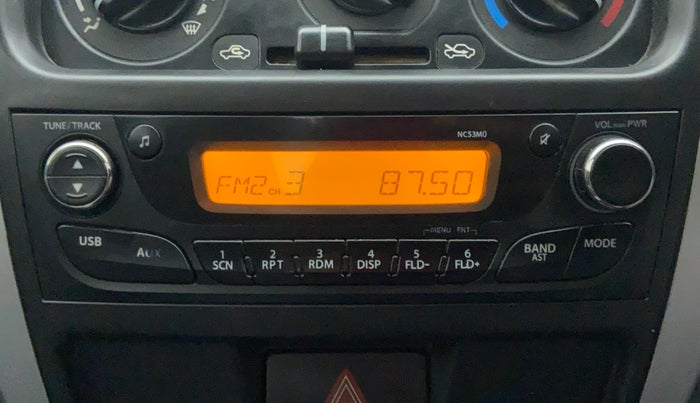 TUNE/TRACK
NC53M0
VOL PUSH PWR
FM2 CH 3 87.50
MENU ENT
USB
AUX
1 SCN
2 RPT
3 RDM
4 DISP
5 FLD-
6 FLD+
BAND AST
MODE